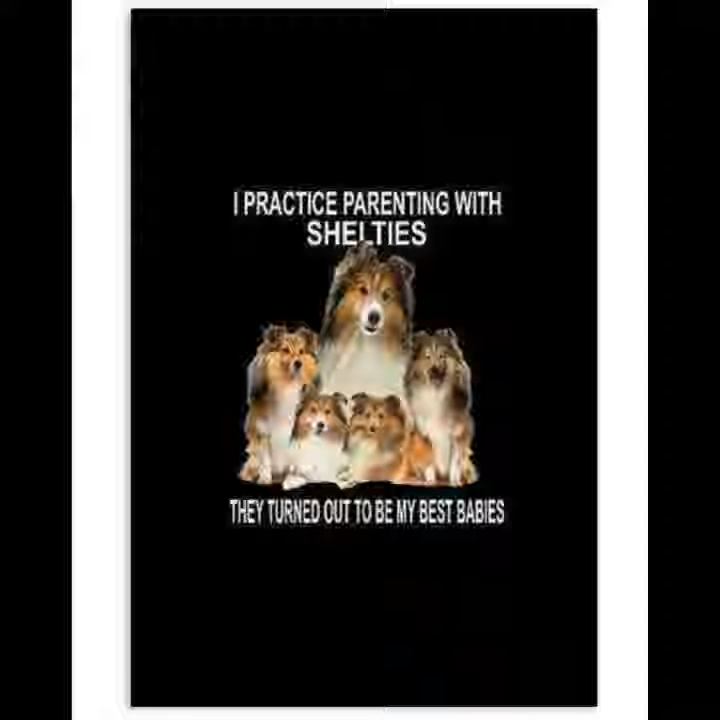 I PRACTICE PARENTING WITH
SHELTIES
THEY TURNED OUT TO BE MY BEST BABIES